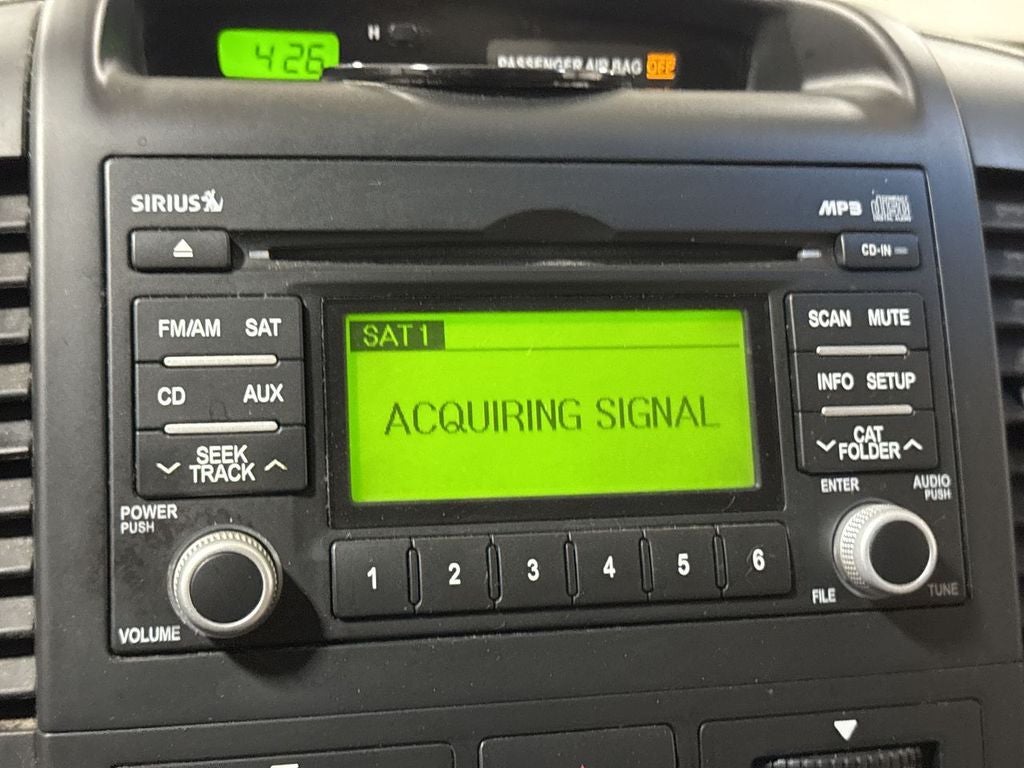 4:26
H
PASSENGER AIR BAG OFF
SIRIUS
MP3
CD-IN
FM/AM SAT
CD AUX
SEEK
TRACK
SAT1
ACQUIRING SIGNAL
SCAN MUTE
INFO SETUP
CAT
FOLDER
POWER
PUSH
VOLUME
1 2 3 4 5 6
ENTER
AUDIO
PUSH
FILE
TUNE